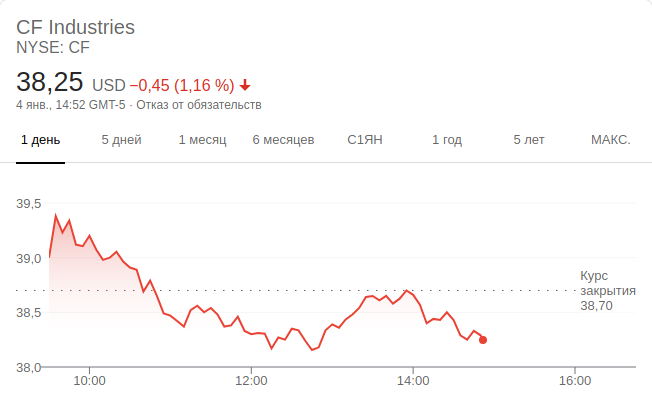 CF Industries
NYSE: CF
38,25 USD −0,45 (1,16 %)
4 янв., 14:52 GMT-5 · Отказ от обязательств
1 день 5 дней 1 месяц 6 месяцев С1ЯН 1 год 5 лет МАКС.
39,5
39,0
38,5
38,0
Курс
закрытия
38,70
10:00 12:00 14:00 16:00